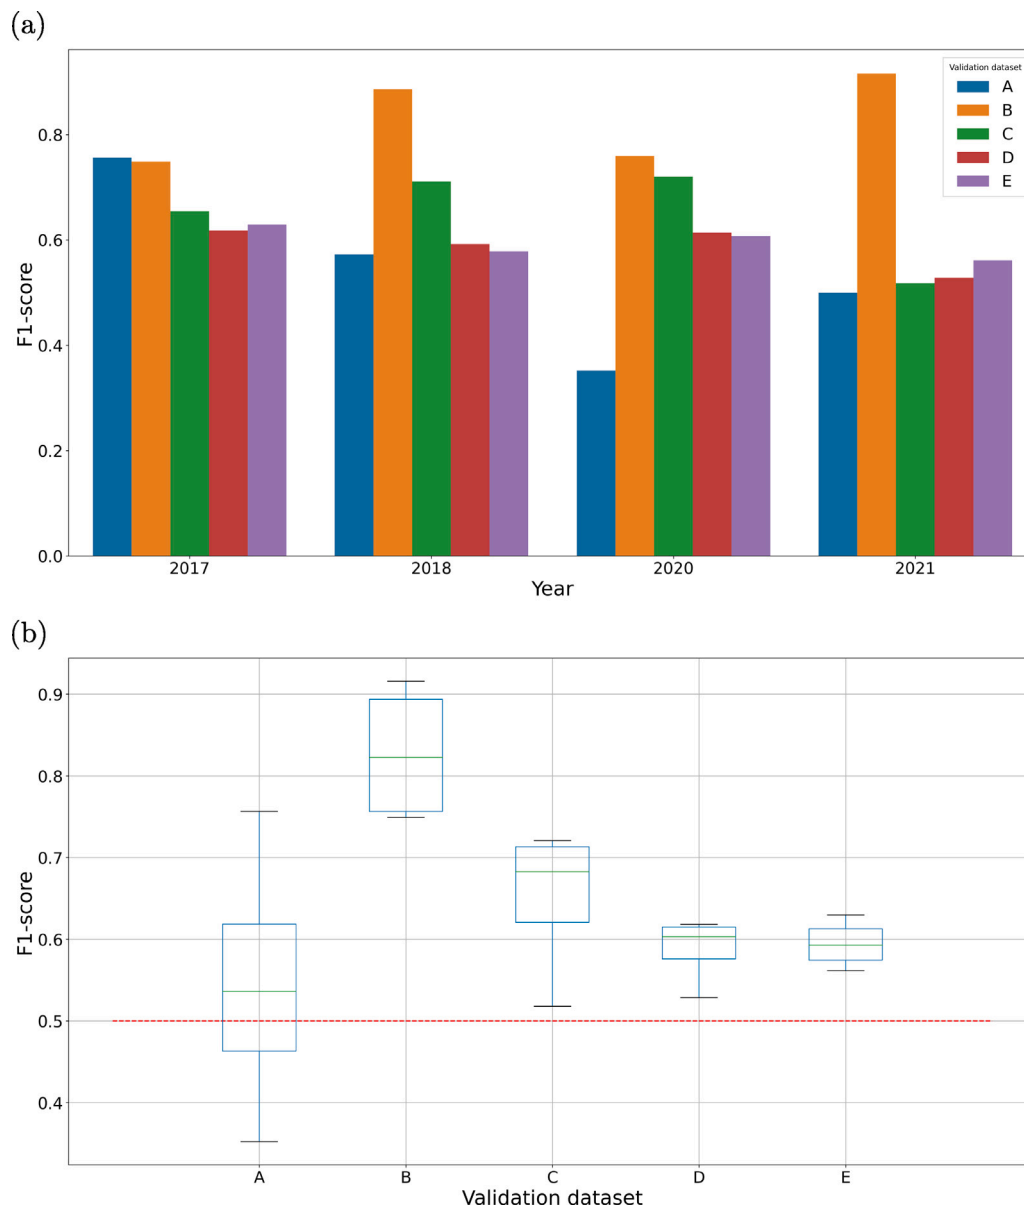 (a)
Validation dataset
A
B
C
D
E
0.8
0.6
0.4
0.2
0.0
F1-score
2017 2018 2020 2021
Year
(b)
0.9
0.8
0.7
0.6
0.5
0.4
F1-score
A B C D E
Validation dataset